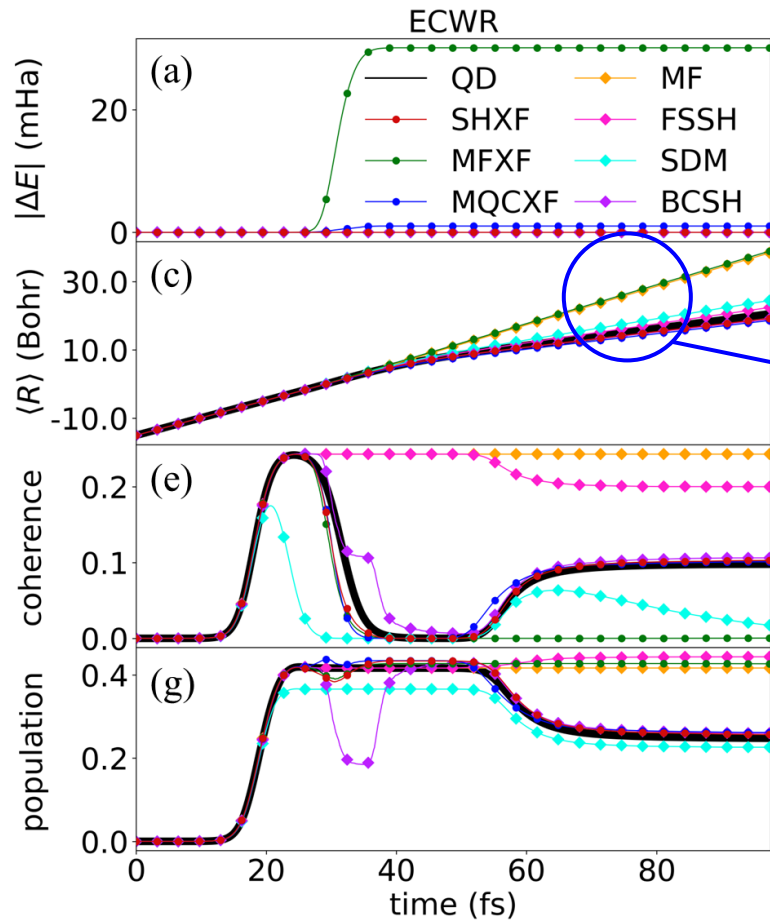 ECWR
(a)
QD
MF
SHXF
FSSH
MFXF
SDM
MQCXF
BCSH
|ΔE| (mHa)
20
0
(c)
⟨R⟩ (Bohr)
30.0
10.0
-10.0
(e)
coherence
0.2
0.1
0.0
(g)
population
0.4
0.2
0.0
0 20 40 60 80
time (fs)